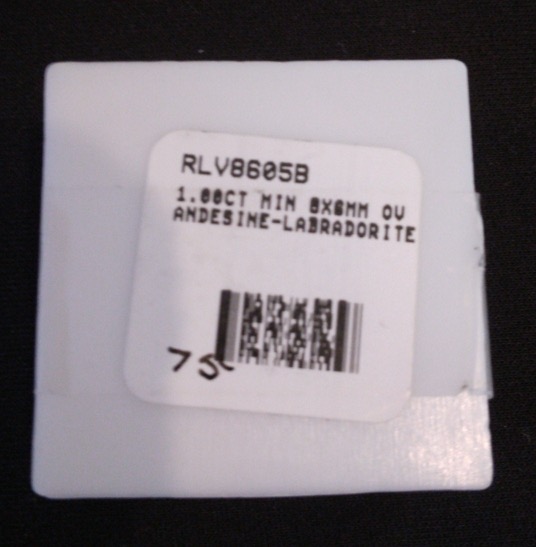 RLV8605B
1.00CT MIN 8X6MM OV
ANDESINE-LABRADORITE
75